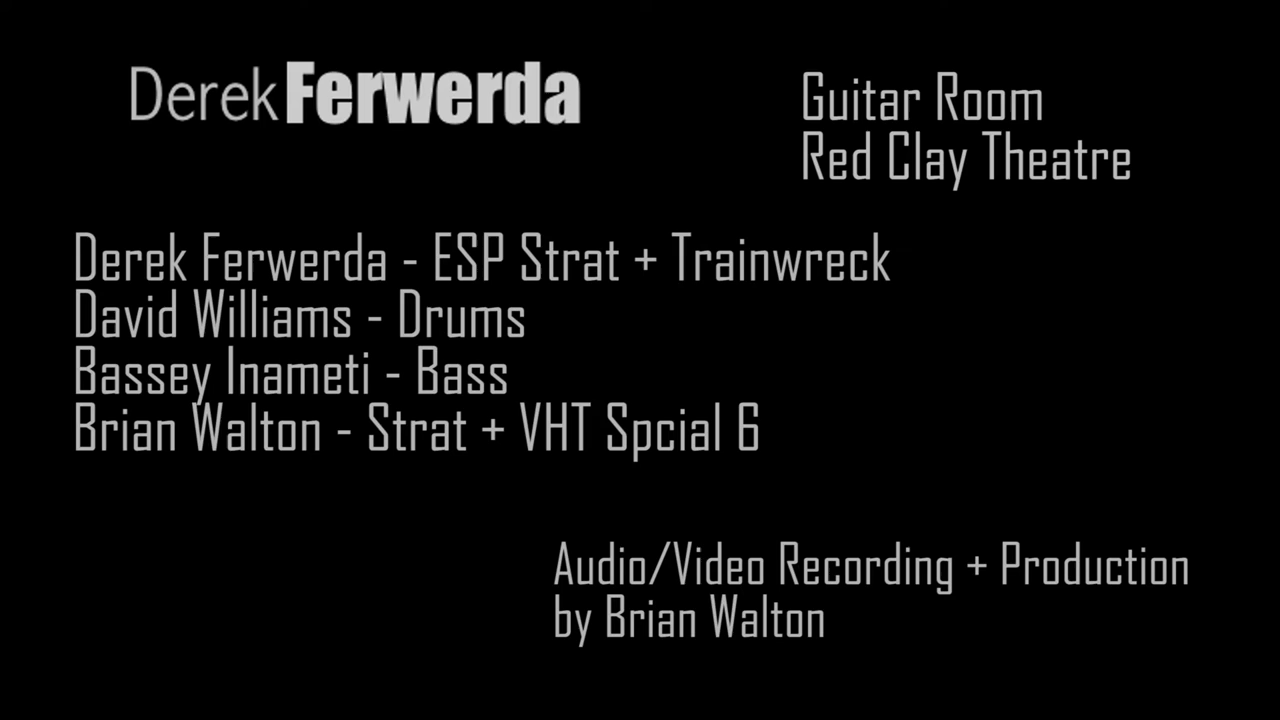 Derek Ferwerda
Guitar Room
Red Clay Theatre
Derek Ferwerda - ESP Strat + Trainwreck
David Williams - Drums
Bassey Inameti - Bass
Brian Walton - Strat + VHT Spcial 6
Audio/Video Recording + Production
by Brian Walton